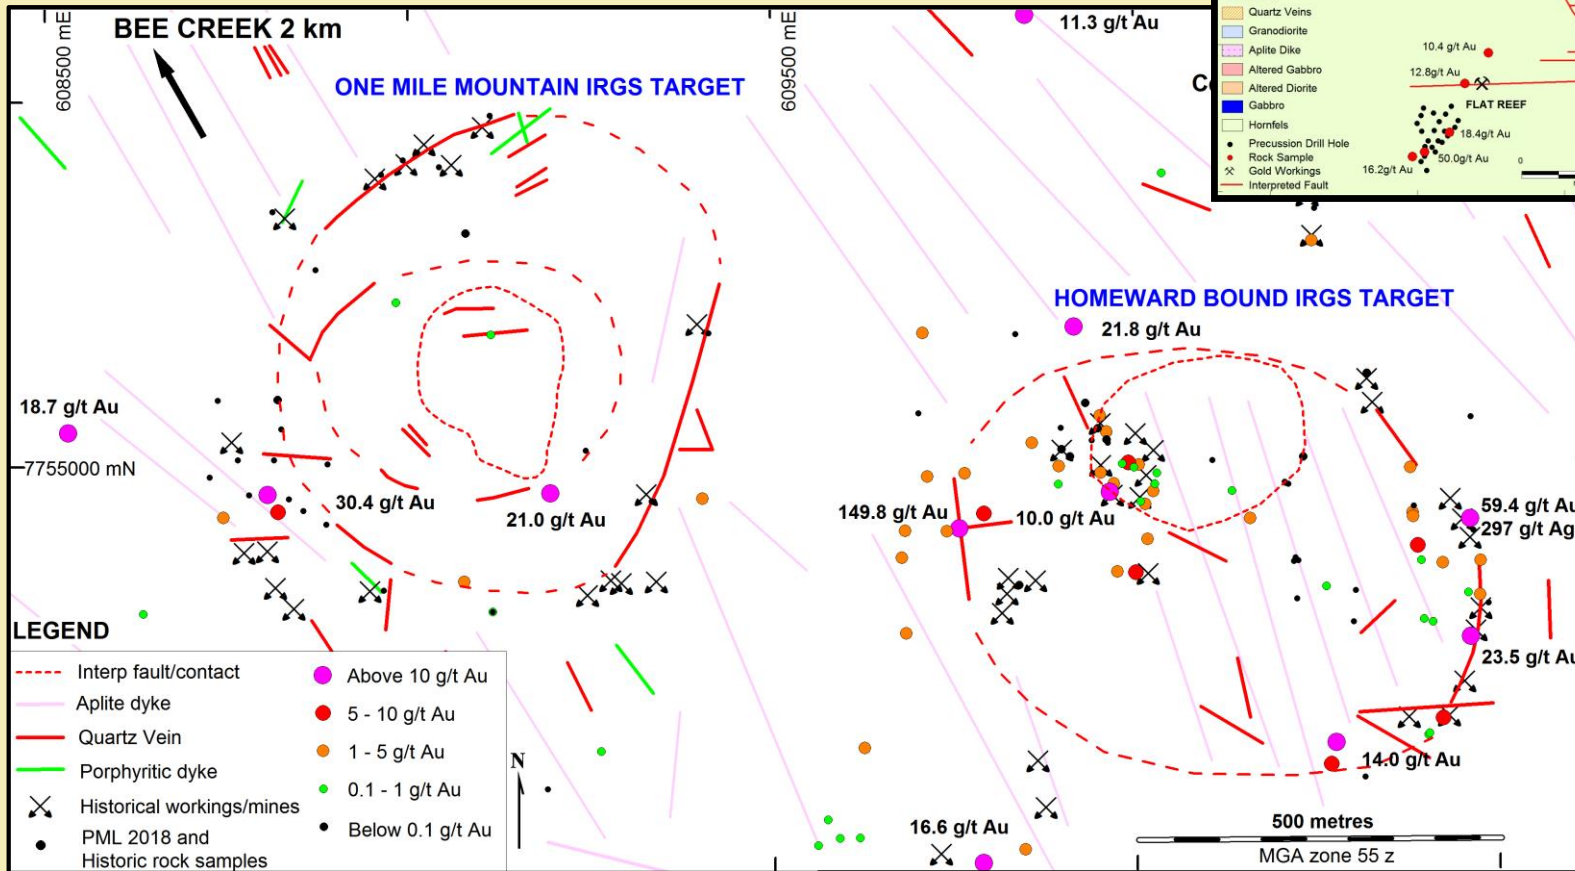 608500 mE
BEE CREEK 2 km
ONE MILE MOUNTAIN IRGS TARGET
609500 mE
11.3 g/t Au
Quartz Veins
Granodiorite
Aplite Dike
Altered Gabbro
Altered Diorite
Gabbro
Hornfels
Precussion Drill Hole
Rock Sample
Gold Workings
Interpreted Fault
10.4 g/t Au
12.8g/t Au
FLAT REEF
18.4g/t Au
50.0g/t Au
16.2g/t Au
0
HOMEWARD BOUND IRGS TARGET
21.8 g/t Au
18.7 g/t Au
7755000 mN
30.4 g/t Au
21.0 g/t Au
149.8 g/t Au
10.0 g/t Au
59.4 g/t Au
297 g/t Ag
23.5 g/t Au
14.0 g/t Au
16.6 g/t Au
LEGEND
Interp fault/contact
Aplite dyke
Quartz Vein
Porphyritic dyke
Historical workings/mines
PML 2018 and
Historic rock samples
Above 10 g/t Au
5 - 10 g/t Au
1 - 5 g/t Au
0.1 - 1 g/t Au
Below 0.1 g/t Au
N
500 metres
MGA zone 55 z